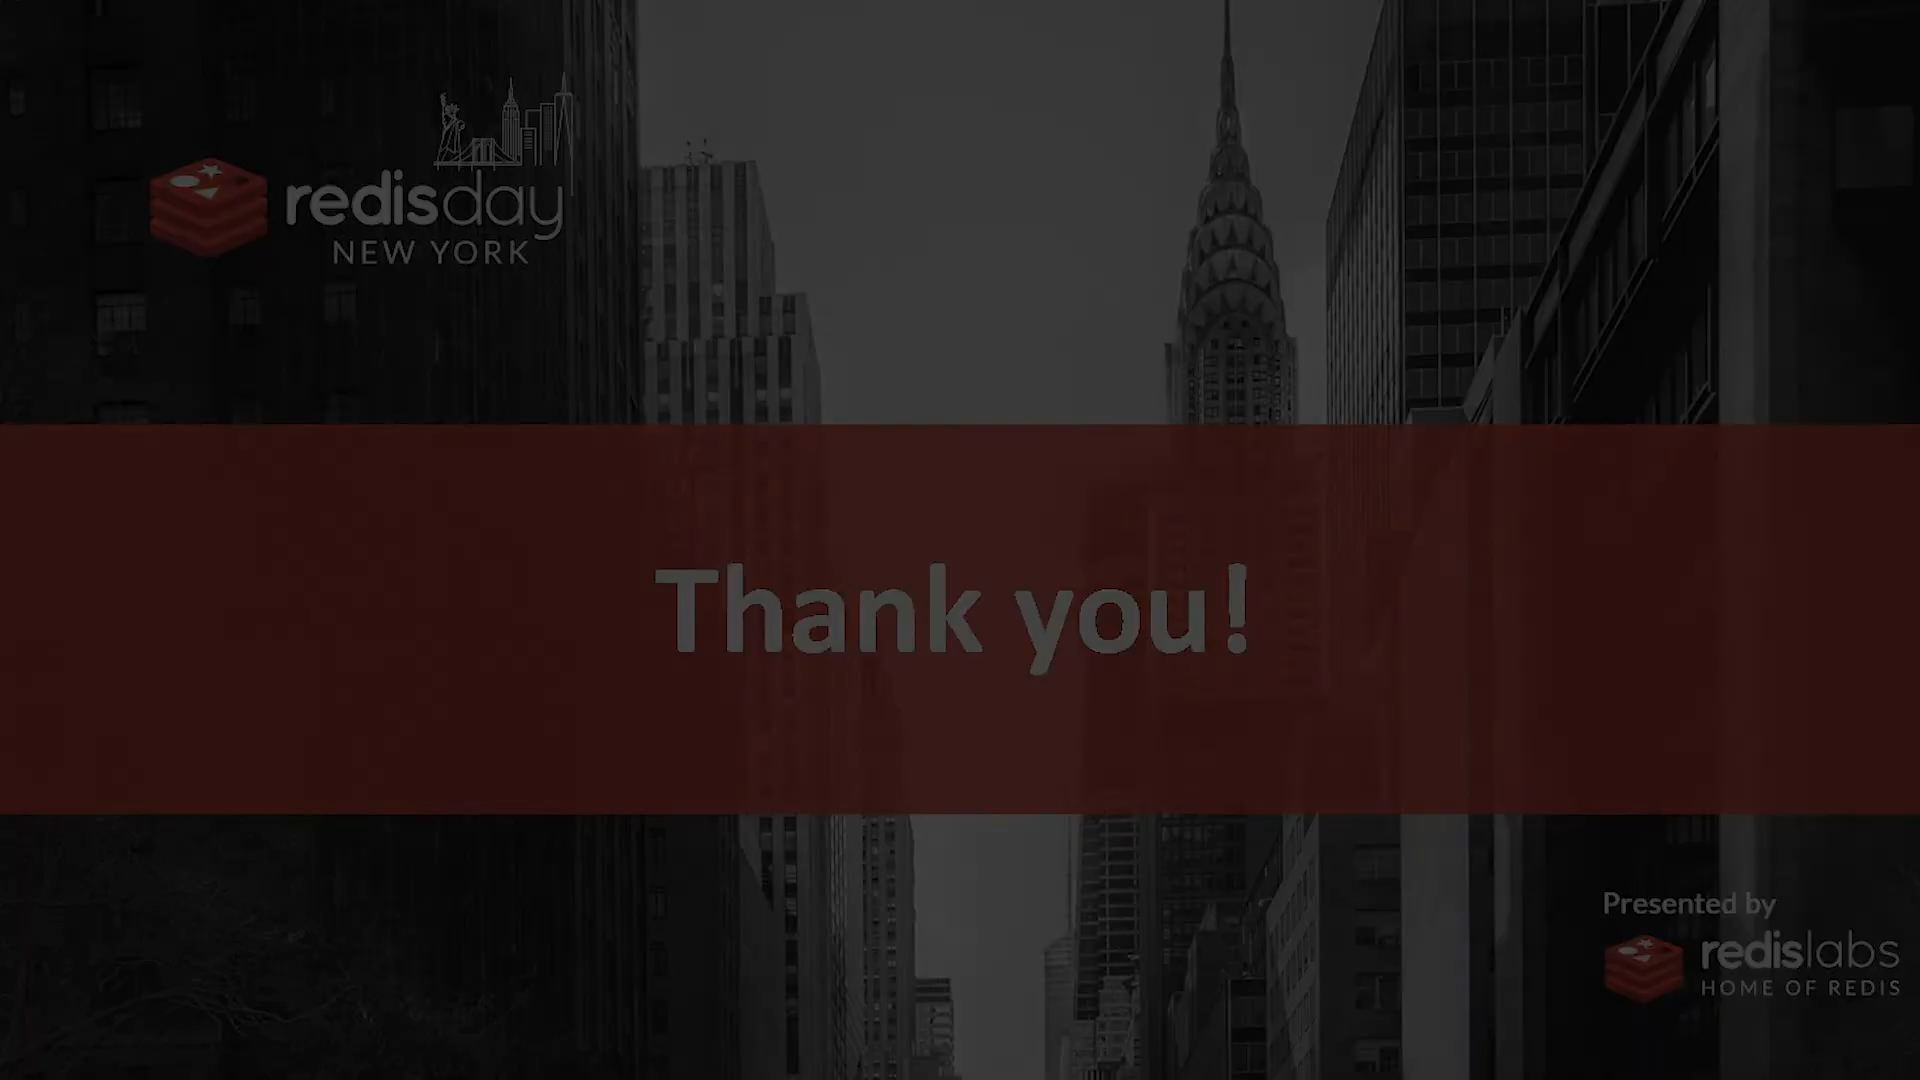 redisday
NEW YORK
Thank you!
Presented by
redislabs
HOME OF REDIS